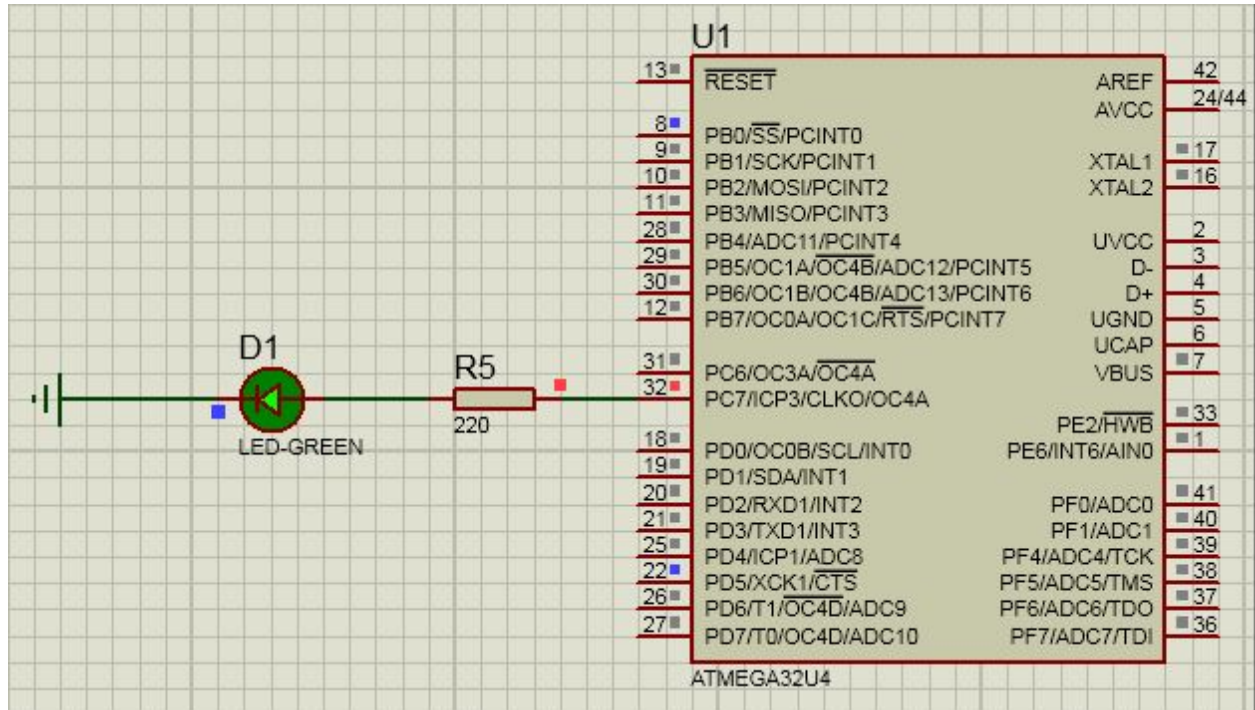 U1
13 RESET AREF 42
AVCC 24/44
8 PB0/SS/PCINT0
9 PB1/SCK/PCINT1 XTAL1 17
10 PB2/MOSI/PCINT2 XTAL2 16
11 PB3/MISO/PCINT3
28 PB4/ADC11/PCINT4 UVCC 2
29 PB5/OC1A/OC4B/ADC12/PCINT5 D- 3
30 PB6/OC1B/OC4B/ADC13/PCINT6 D+ 4
12 PB7/OC0A/OC1C/RTS/PCINT7 UGND 5
UCAP 6
31 PC6/OC3A/OC4A VBUS 7
32 PC7/ICP3/CLKO/OC4A
PE2/HWB 33
18 PD0/OC0B/SCL/INT0 PE6/INT6/AIN0 1
19 PD1/SDA/INT1
20 PD2/RXD1/INT2 PF0/ADC0 41
21 PD3/TXD1/INT3 PF1/ADC1 40
25 PD4/ICP1/ADC8 PF4/ADC4/TCK 39
22 PD5/XCK1/CTS PF5/ADC5/TMS 38
26 PD6/T1/OC4D/ADC9 PF6/ADC6/TDO 37
27 PD7/T0/OC4D/ADC10 PF7/ADC7/TDI 36
ATMEGA32U4
D1
LED-GREEN
R5
220